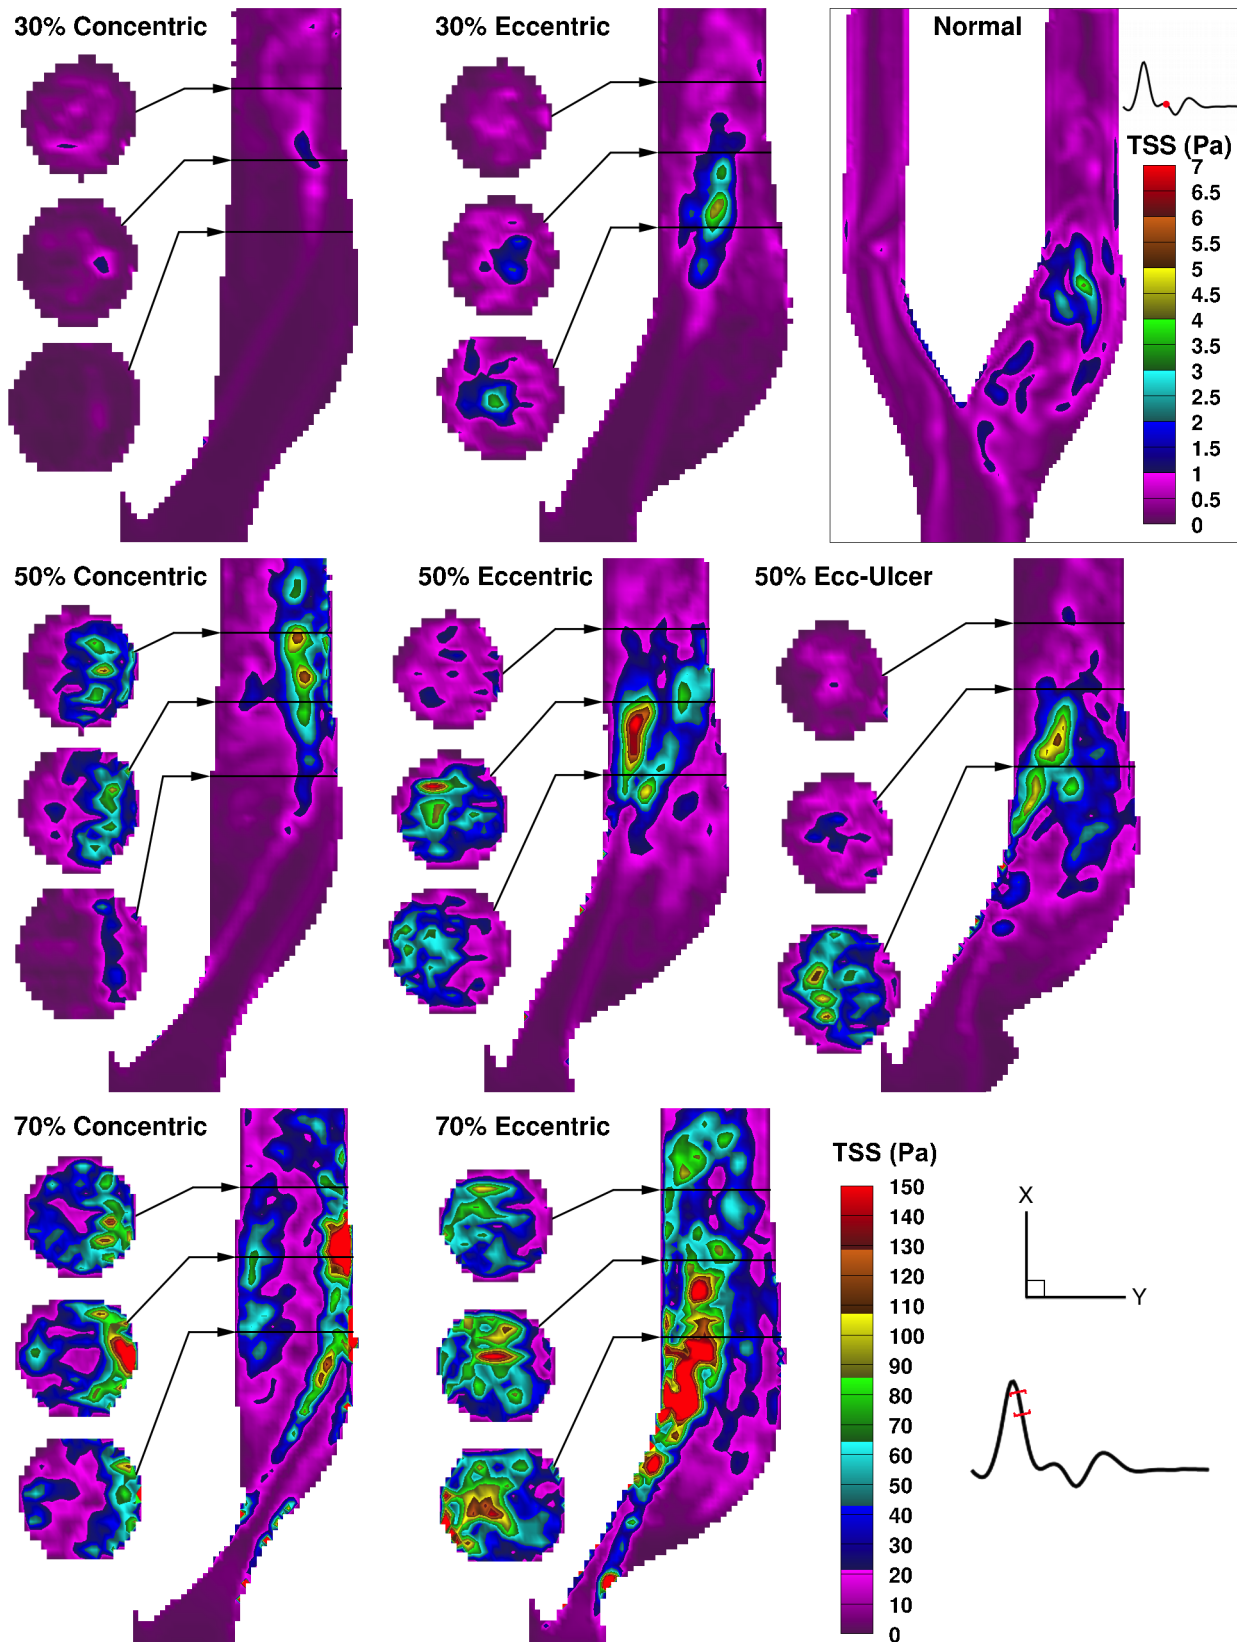 30% Concentric
30% Eccentric
Normal
TSS (Pa)
7
6.5
6
5.5
5
4.5
4
3.5
3
2.5
2
1.5
1
0.5
0
50% Concentric
50% Eccentric
50% Ecc-Ulcer
70% Concentric
70% Eccentric
TSS (Pa)
150
140
130
120
110
100
90
80
70
60
50
40
30
20
10
0
X
Y